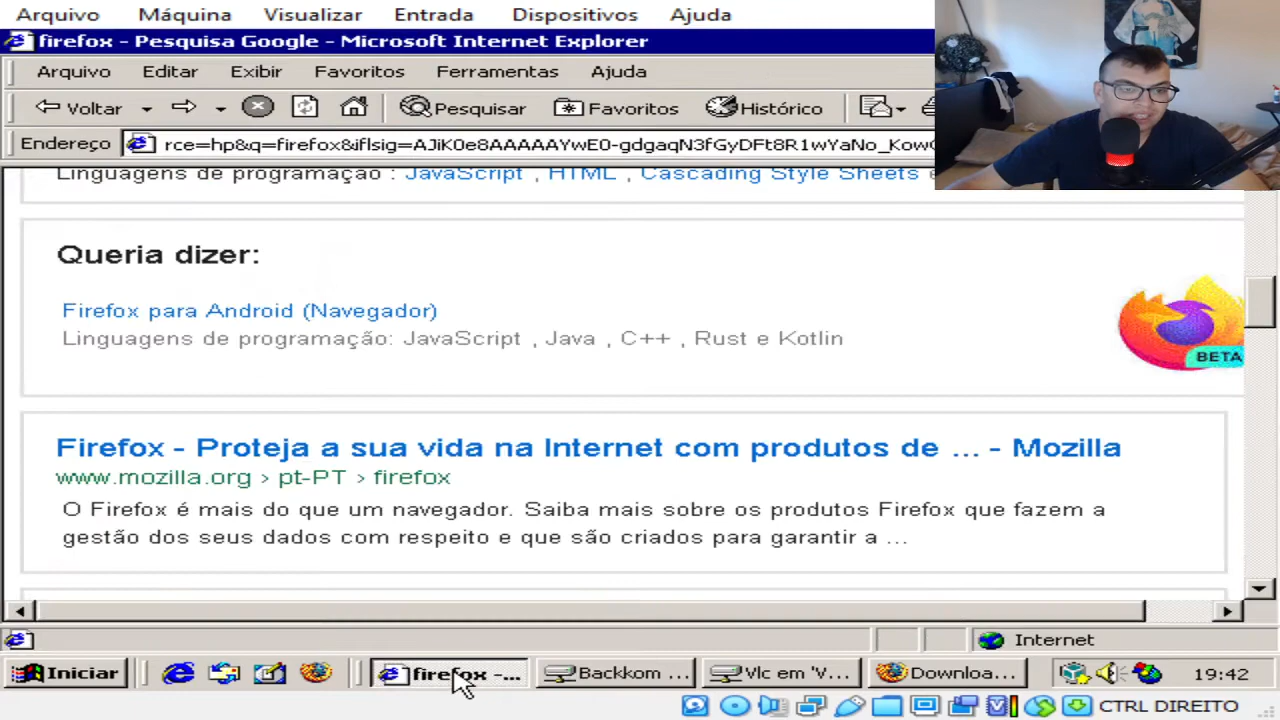 Arquivo Máquina Visualizar Entrada Dispositivos Ajuda
firefox - Pesquisa Google - Microsoft Internet Explorer
Arquivo Editar Exibir Favoritos Ferramentas Ajuda
Voltar Pesquisar Favoritos Histórico
Endereço rce=hp&q=firefox&iflsig=AJiK0e8AAAAAYwE0-gdgaqN3fGyDFt8R1wYaNo_Kow
Linguagens de programação : JavaScript , HTML , Cascading Style Sheets e
Queria dizer:
Firefox para Android (Navegador)
Linguagens de programação: JavaScript , Java , C++ , Rust e Kotlin
BETA
Firefox - Proteja a sua vida na Internet com produtos de ... - Mozilla
www.mozilla.org › pt-PT › firefox
O Firefox é mais do que um navegador. Saiba mais sobre os produtos Firefox que fazem a
gestão dos seus dados com respeito e que são criados para garantir a ...
Internet
Iniciar firefox -... Backkom ... Vlc em 'V... Downloa... 19:42
CTRL DIREITO